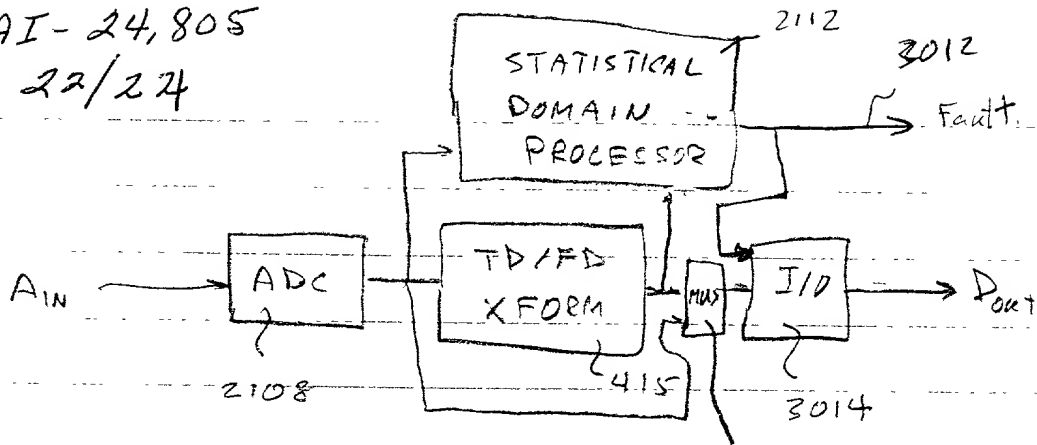 AI-24,805
22/24
2112
3012
STATISTICAL
DOMAIN
PROCESSOR
Fault.
AIN
ADC
TD/FD
XFORM
MUS
I/O
Dout
2108
415
3014